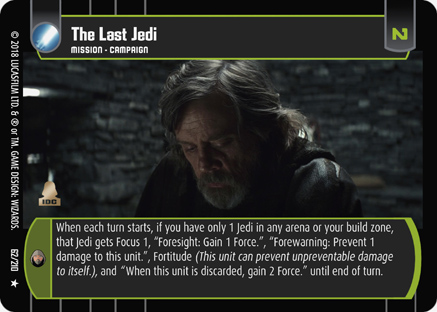 The Last Jedi
MISSION • CAMPAIGN
N
© 2018 LUCASFILM LTD. & ® or TM. GAME DESIGN: WIZARDS.
IDC
62/210
When each turn starts, if you have only 1 Jedi in any arena or your build zone,
that Jedi gets Focus 1, “Foresight: Gain 1 Force.”, “Forewarning: Prevent 1
damage to this unit.”, Fortitude (This unit can prevent unpreventable damage
to itself.), and “When this unit is discarded, gain 2 Force.” until end of turn.